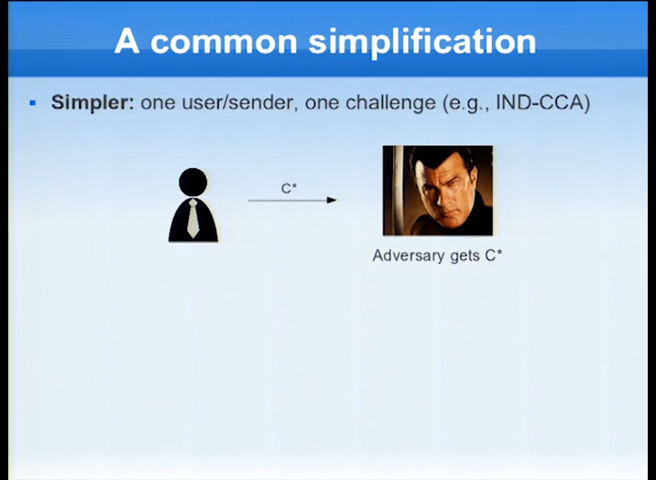 A common simplification
Simpler: one user/sender, one challenge (e.g., IND-CCA)
C*
Adversary gets C*